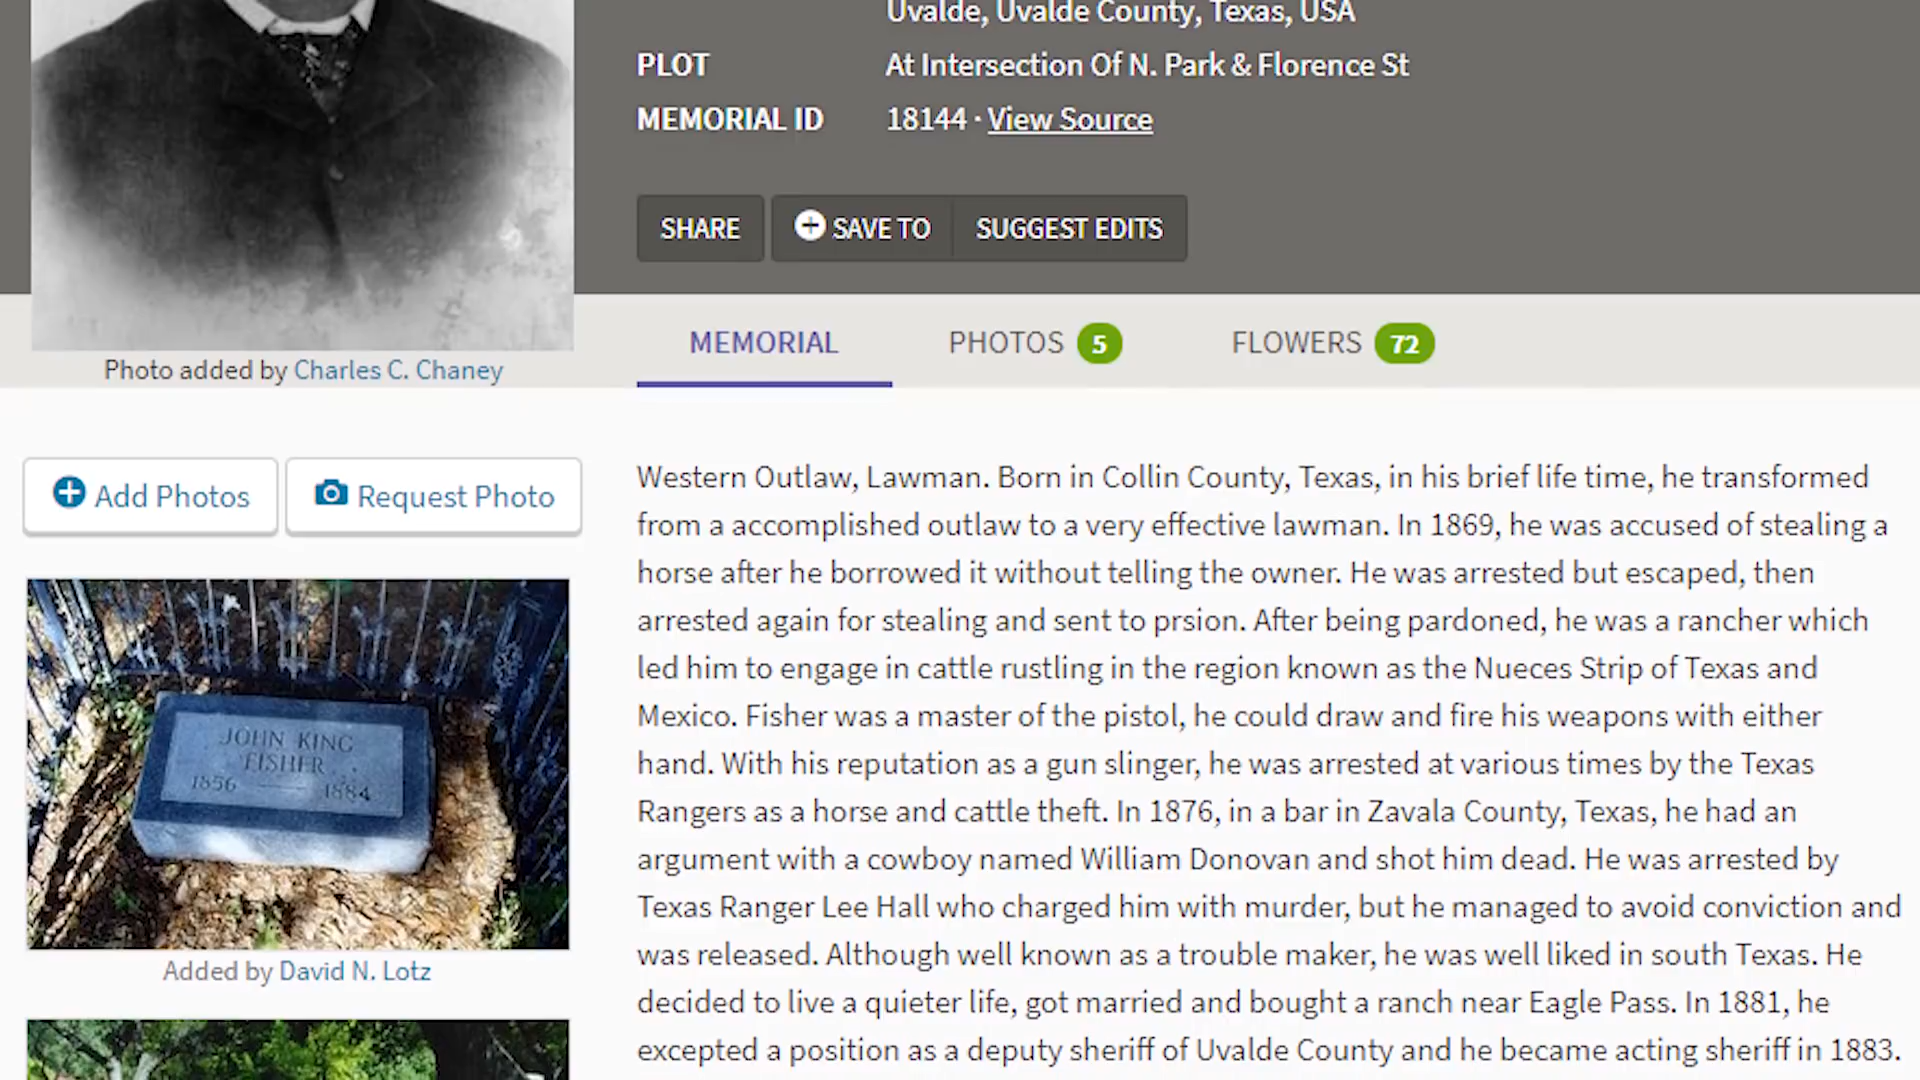 Uvalde, Uvalde County, Texas, USA
PLOT At Intersection Of N. Park & Florence St
MEMORIAL ID 18144 · View Source
SHARE SAVE TO SUGGEST EDITS
MEMORIAL PHOTOS 5 FLOWERS 72
Photo added by Charles C. Chaney
Add Photos Request Photo
JOHN KING
FISHER
1856 1884
Added by David N. Lotz
Western Outlaw, Lawman. Born in Collin County, Texas, in his brief life time, he transformed
from a accomplished outlaw to a very effective lawman. In 1869, he was accused of stealing a
horse after he borrowed it without telling the owner. He was arrested but escaped, then
arrested again for stealing and sent to prsion. After being pardoned, he was a rancher which
led him to engage in cattle rustling in the region known as the Nueces Strip of Texas and
Mexico. Fisher was a master of the pistol, he could draw and fire his weapons with either
hand. With his reputation as a gun slinger, he was arrested at various times by the Texas
Rangers as a horse and cattle theft. In 1876, in a bar in Zavala County, Texas, he had an
argument with a cowboy named William Donovan and shot him dead. He was arrested by
Texas Ranger Lee Hall who charged him with murder, but he managed to avoid conviction and
was released. Although well known as a trouble maker, he was well liked in south Texas. He
decided to live a quieter life, got married and bought a ranch near Eagle Pass. In 1881, he
excepted a position as a deputy sheriff of Uvalde County and he became acting sheriff in 1883.